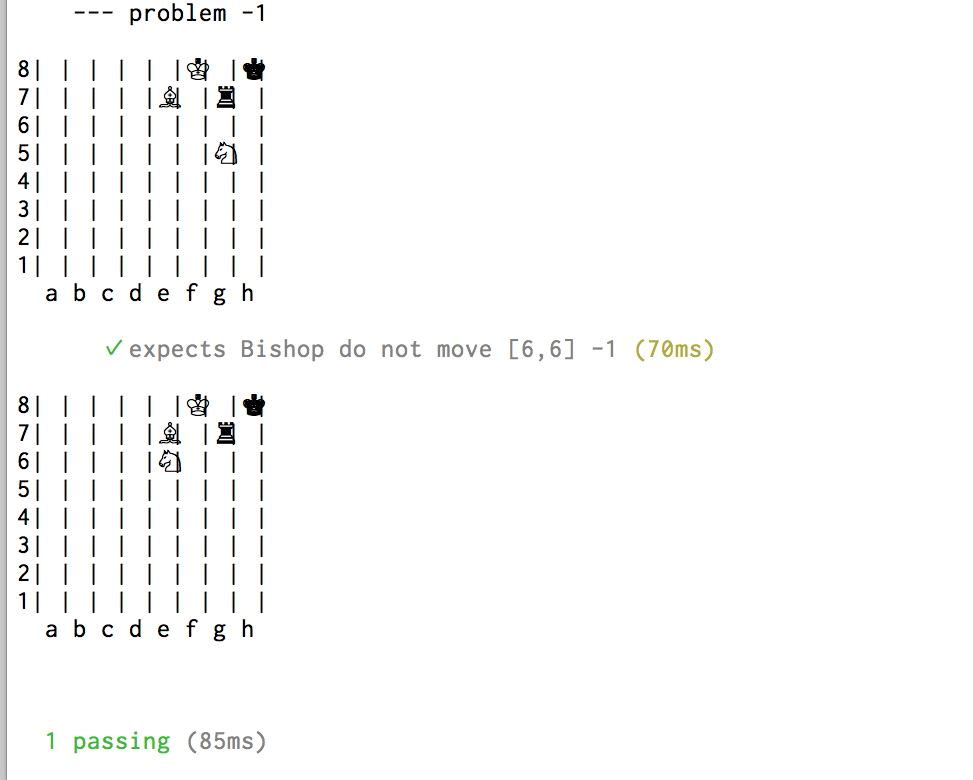 --- problem -1
8| | | | | |♔| |♚|
7| | | | |♗| |♜| |
6| | | | | | | | |
5| | | | | | |♘| |
4| | | | | | | | |
3| | | | | | | | |
2| | | | | | | | |
1| | | | | | | | |
a b c d e f g h
✓ expects Bishop do not move [6,6] -1 (70ms)
8| | | | | |♔| |♚|
7| | | | |♗| |♜| |
6| | | | |♘| | | |
5| | | | | | | | |
4| | | | | | | | |
3| | | | | | | | |
2| | | | | | | | |
1| | | | | | | | |
a b c d e f g h
1 passing (85ms)